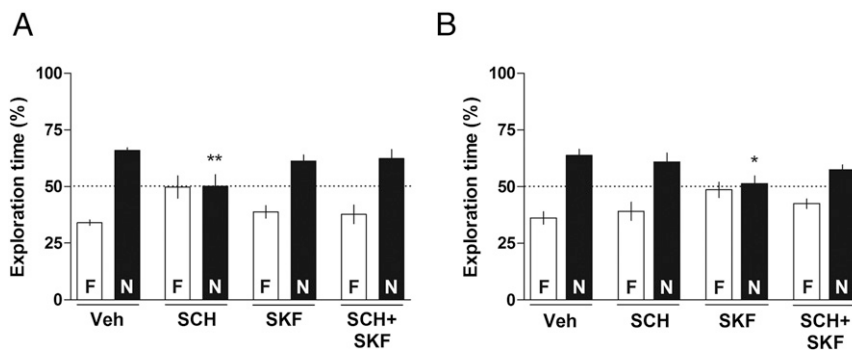 A
Exploration time (%)
100
75
50
25
0
**
F N F N F N F N
Veh SCH SKF SCH+
SKF
B
Exploration time (%)
100
75
50
25
0
*
F N F N F N F N
Veh SCH SKF SCH+
SKF